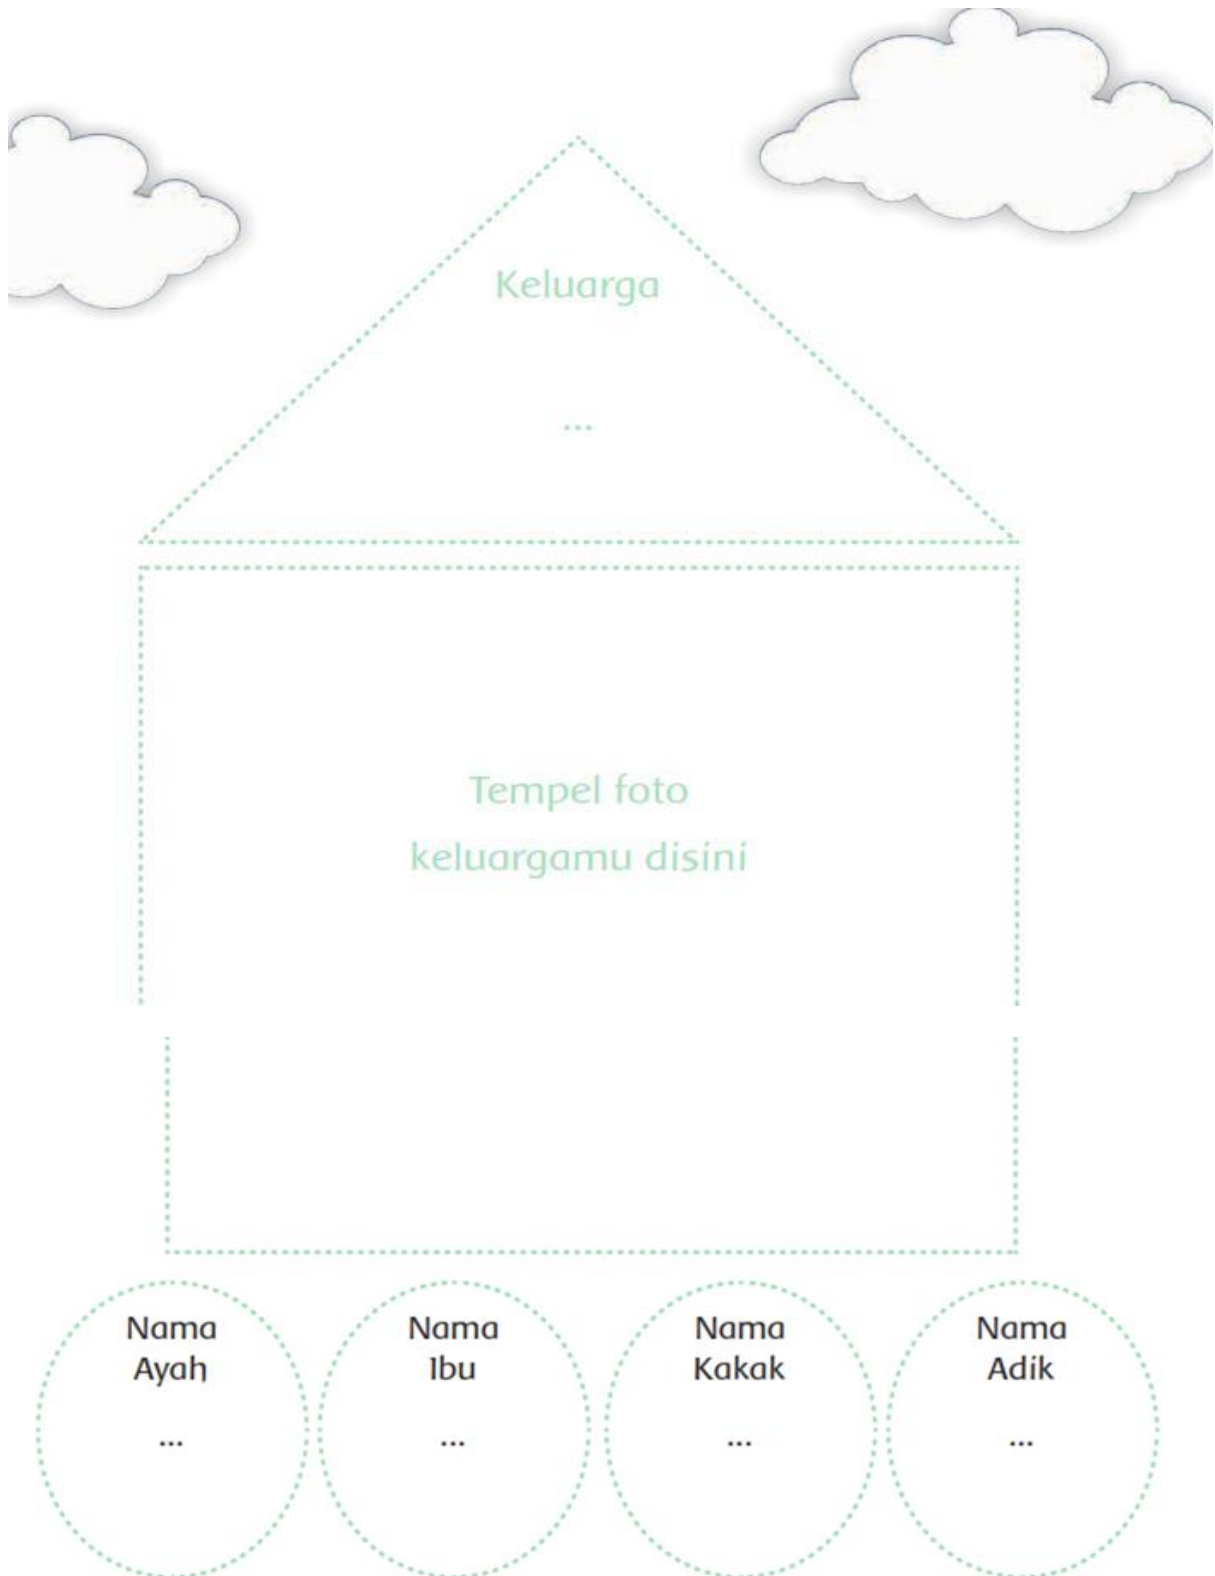 Keluarga
...
Tempel foto
keluargamu disini
Nama
Ayah
...
Nama
Ibu
...
Nama
Kakak
...
Nama
Adik
...